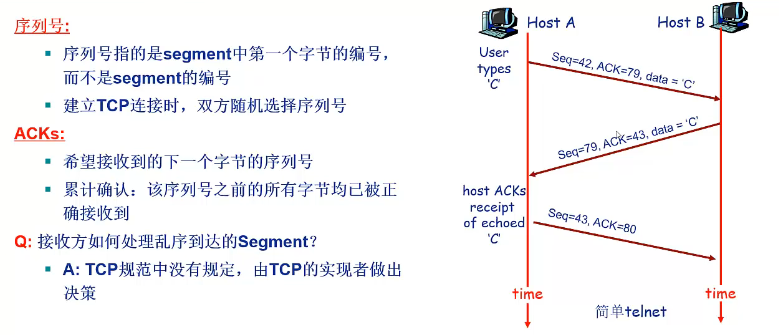 序列号:
序列号指的是segment中第一个字节的编号，
而不是segment的编号
建立TCP连接时，双方随机选择序列号
ACKs:
希望接收到的下一个字节的序列号
累计确认：该序列号之前的所有字节均已被正
确接收到
Q: 接收方如何处理乱序到达的Segment？
A: TCP规范中没有规定，由TCP的实现者做出
决策
Host A
Host B
User
types
‘C’
Seq=42, ACK=79, data = ‘C’
Seq=79, ACK=43, data = ‘C’
host ACKs
receipt
of echoed
‘C’
Seq=43, ACK=80
time
time
简单telnet